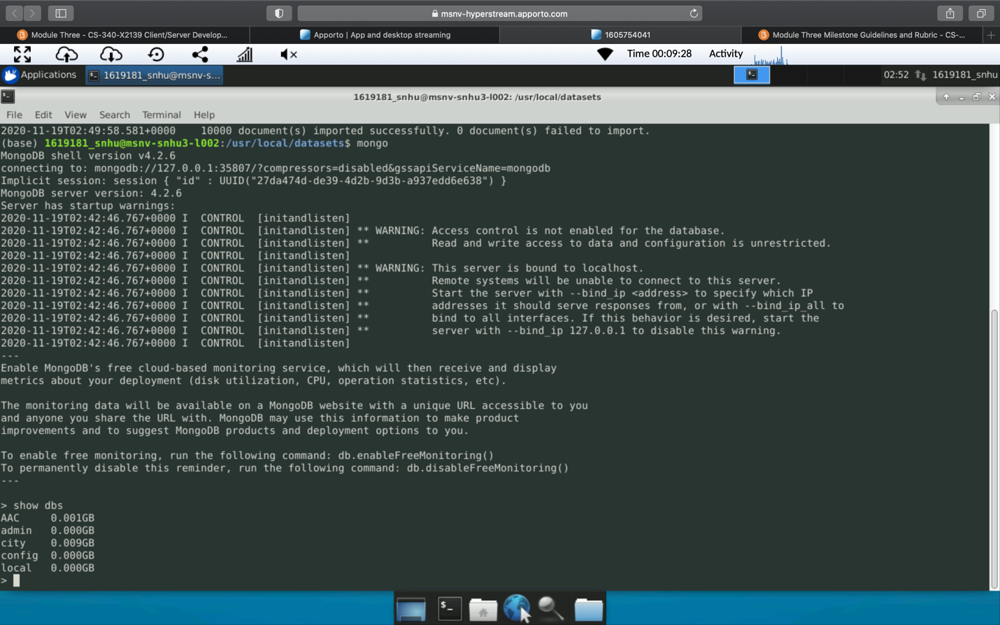 msnv-hyperstream.apporto.com
Module Three - CS-340-X2139 Client/Server Develop...
Apporto | App and desktop streaming
1605754041
Module Three Milestone Guidelines and Rubric - CS-...
Time 00:09:28 Activity
Applications 1619181_snhu@msnv-s... 02:52 1619181_snhu
1619181_snhu@msnv-snhu3-l002: /usr/local/datasets
File Edit View Search Terminal Help
2020-11-19T02:49:58.581+0000    10000 document(s) imported successfully. 0 document(s) failed to import.
(base) 1619181_snhu@msnv-snhu3-l002:/usr/local/datasets$ mongo
MongoDB shell version v4.2.6
connecting to: mongodb://127.0.0.1:35807/?compressors=disabled&gssapiServiceName=mongodb
Implicit session: session { "id" : UUID("27da474d-de39-4d2b-9d3b-a937edd6e638") }
MongoDB server version: 4.2.6
Server has startup warnings:
2020-11-19T02:42:46.767+0000 I  CONTROL  [initandlisten]
2020-11-19T02:42:46.767+0000 I  CONTROL  [initandlisten] ** WARNING: Access control is not enabled for the database.
2020-11-19T02:42:46.767+0000 I  CONTROL  [initandlisten] **          Read and write access to data and configuration is unrestricted.
2020-11-19T02:42:46.767+0000 I  CONTROL  [initandlisten]
2020-11-19T02:42:46.767+0000 I  CONTROL  [initandlisten] ** WARNING: This server is bound to localhost.
2020-11-19T02:42:46.767+0000 I  CONTROL  [initandlisten] **          Remote systems will be unable to connect to this server.
2020-11-19T02:42:46.767+0000 I  CONTROL  [initandlisten] **          Start the server with --bind_ip <address> to specify which IP
2020-11-19T02:42:46.767+0000 I  CONTROL  [initandlisten] **          addresses it should serve responses from, or with --bind_ip_all to
2020-11-19T02:42:46.767+0000 I  CONTROL  [initandlisten] **          bind to all interfaces. If this behavior is desired, start the
2020-11-19T02:42:46.767+0000 I  CONTROL  [initandlisten] **          server with --bind_ip 127.0.0.1 to disable this warning.
2020-11-19T02:42:46.767+0000 I  CONTROL  [initandlisten]
---
Enable MongoDB's free cloud-based monitoring service, which will then receive and display
metrics about your deployment (disk utilization, CPU, operation statistics, etc).
The monitoring data will be available on a MongoDB website with a unique URL accessible to you
and anyone you share the URL with. MongoDB may use this information to make product
improvements and to suggest MongoDB products and deployment options to you.
To enable free monitoring, run the following command: db.enableFreeMonitoring()
To permanently disable this reminder, run the following command: db.disableFreeMonitoring()
---
> show dbs
AAC     0.001GB
admin   0.000GB
city    0.009GB
config  0.000GB
local   0.000GB
>